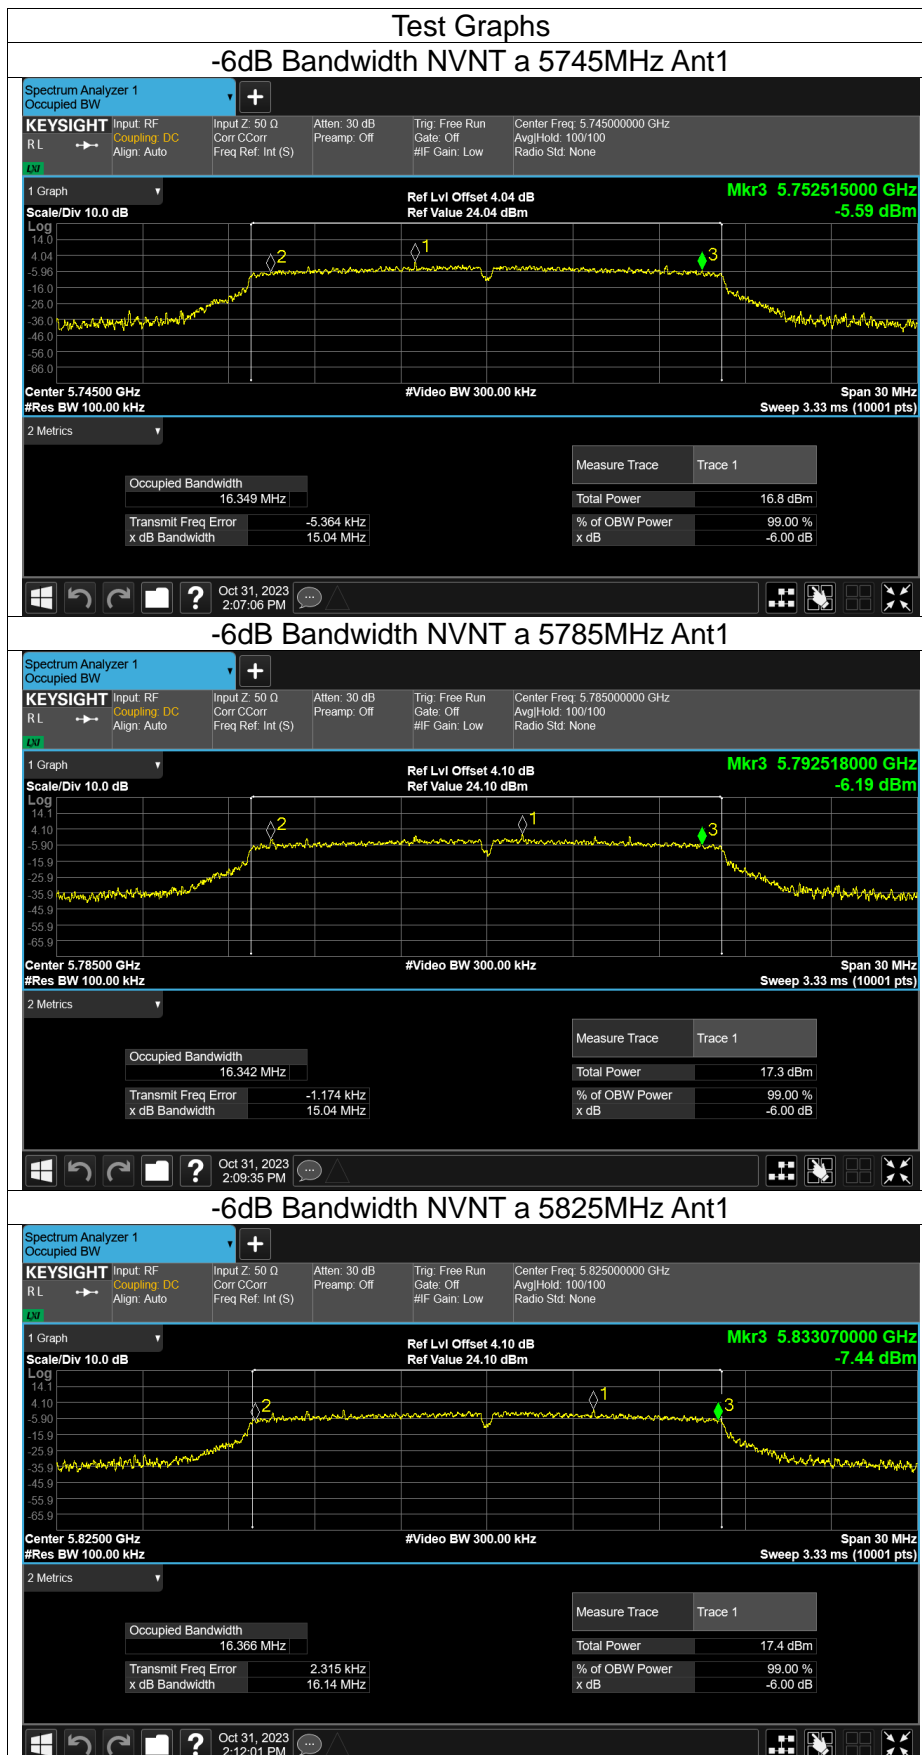 Test Graphs
-6dB Bandwidth NVNT a 5745MHz Ant1
Spectrum Analyzer 1
Occupied BW
+
KEYSIGHT Input: RF Input Z: 50 Ω Atten: 30 dB Trig: Free Run Center Freq: 5.745000000 GHz
RL Coupling: DC Corr CCorr Preamp: Off Gate: Off Avg|Hold: 100/100
Align: Auto Freq Ref: Int (S) #IF Gain: Low Radio Std: None
LXI
1 Graph Ref Lvl Offset 4.04 dB Mkr3 5.752515000 GHz
Scale/Div 10.0 dB Ref Value 24.04 dBm -5.59 dBm
Log
14.0
4.04
-5.96
-16.0
-26.0
-36.0
-46.0
-56.0
-66.0
2
1
3
Center 5.74500 GHz #Video BW 300.00 kHz Span 30 MHz
#Res BW 100.00 kHz Sweep 3.33 ms (10001 pts)
2 Metrics
Measure Trace Trace 1
Occupied Bandwidth
16.349 MHz Total Power 16.8 dBm
Transmit Freq Error -5.364 kHz % of OBW Power 99.00 %
x dB Bandwidth 15.04 MHz x dB -6.00 dB
? Oct 31, 2023
2:07:06 PM
-6dB Bandwidth NVNT a 5785MHz Ant1
Spectrum Analyzer 1
Occupied BW
+
KEYSIGHT Input: RF Input Z: 50 Ω Atten: 30 dB Trig: Free Run Center Freq: 5.785000000 GHz
RL Coupling: DC Corr CCorr Preamp: Off Gate: Off Avg|Hold: 100/100
Align: Auto Freq Ref: Int (S) #IF Gain: Low Radio Std: None
LXI
1 Graph Ref Lvl Offset 4.10 dB Mkr3 5.792518000 GHz
Scale/Div 10.0 dB Ref Value 24.10 dBm -6.19 dBm
Log
14.1
4.10
-5.90
-15.9
-25.9
-35.9
-45.9
-55.9
-65.9
2
1
3
Center 5.78500 GHz #Video BW 300.00 kHz Span 30 MHz
#Res BW 100.00 kHz Sweep 3.33 ms (10001 pts)
2 Metrics
Measure Trace Trace 1
Occupied Bandwidth
16.342 MHz Total Power 17.3 dBm
Transmit Freq Error -1.174 kHz % of OBW Power 99.00 %
x dB Bandwidth 15.04 MHz x dB -6.00 dB
? Oct 31, 2023
2:09:35 PM
-6dB Bandwidth NVNT a 5825MHz Ant1
Spectrum Analyzer 1
Occupied BW
+
KEYSIGHT Input: RF Input Z: 50 Ω Atten: 30 dB Trig: Free Run Center Freq: 5.825000000 GHz
RL Coupling: DC Corr CCorr Preamp: Off Gate: Off Avg|Hold: 100/100
Align: Auto Freq Ref: Int (S) #IF Gain: Low Radio Std: None
LXI
1 Graph Ref Lvl Offset 4.10 dB Mkr3 5.833070000 GHz
Scale/Div 10.0 dB Ref Value 24.10 dBm -7.44 dBm
Log
14.1
4.10
-5.90
-15.9
-25.9
-35.9
-45.9
-55.9
-65.9
2
1
3
Center 5.82500 GHz #Video BW 300.00 kHz Span 30 MHz
#Res BW 100.00 kHz Sweep 3.33 ms (10001 pts)
2 Metrics
Measure Trace Trace 1
Occupied Bandwidth
16.366 MHz Total Power 17.4 dBm
Transmit Freq Error 2.315 kHz % of OBW Power 99.00 %
x dB Bandwidth 16.14 MHz x dB -6.00 dB
? Oct 31, 2023
2:12:01 PM